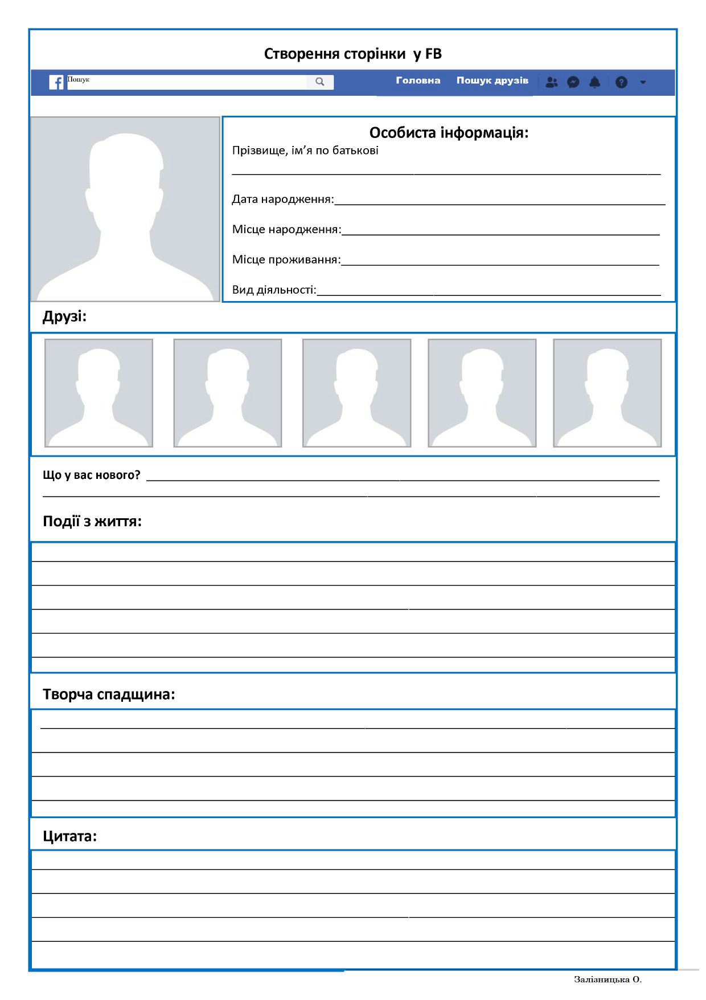 Створення сторінки у FB
Пошук
Головна Пошук друзів
Особиста інформація:
Прізвище, ім’я по батькові
Дата народження:
Місце народження:
Місце проживання:
Вид діяльності:
Друзі:
Що у вас нового?
Події з життя:
Творча спадщина:
Цитата:
Залізницька О.